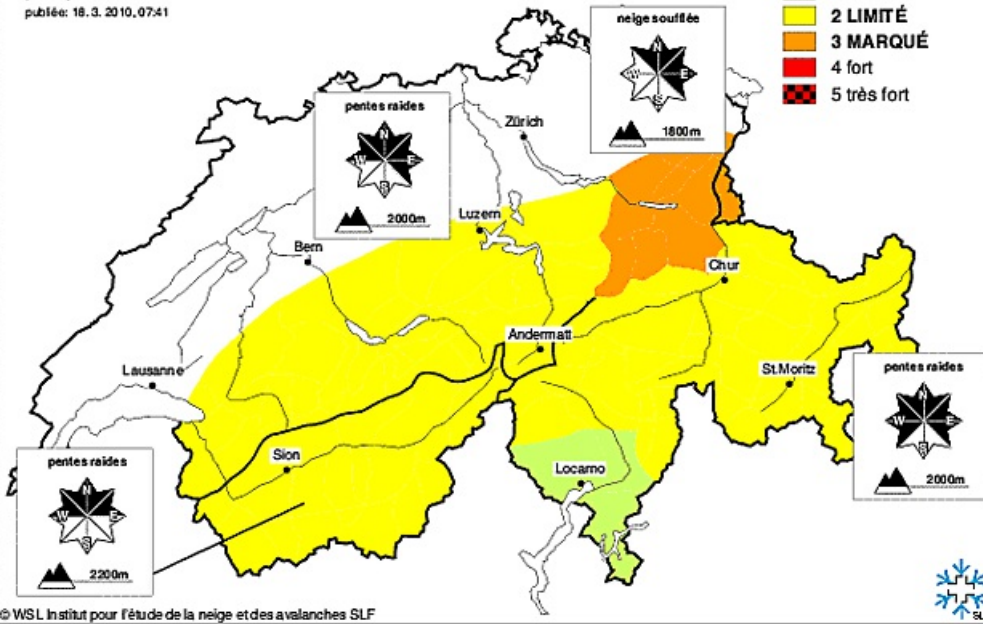 publiée: 18.3.2010, 07:41
2 LIMITÉ
3 MARQUÉ
4 fort
5 très fort
neige soufflée
N
W E
S
1800m
pentes raides
N
W E
S
2000m
Zürich
Luzern
Bern
Chur
Andermatt
Lausanne
St.Moritz
pentes raides
N
W E
S
2000m
Sion
Locarno
pentes raides
N
W E
S
2200m
© WSL Institut pour l'étude de la neige et des avalanches SLF